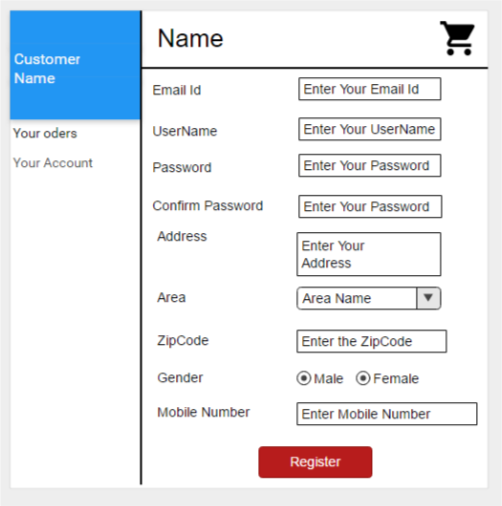 Customer
Name
Your oders
Your Account
Name
Email Id Enter Your Email Id
UserName Enter Your UserName
Password Enter Your Password
Confirm Password Enter Your Password
Address Enter Your
Address
Area Area Name
ZipCode Enter the ZipCode
Gender Male Female
Mobile Number Enter Mobile Number
Register